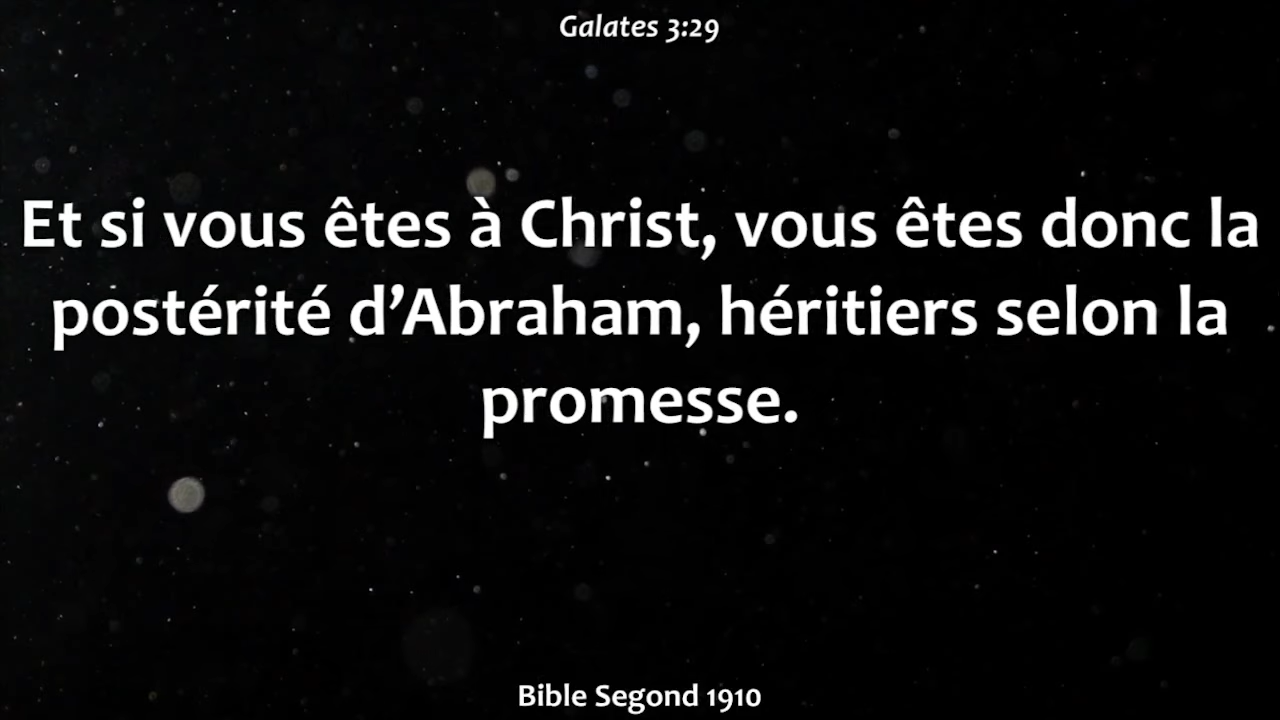 Galates 3:29
Et si vous êtes à Christ, vous êtes donc la
postérité d’Abraham, héritiers selon la
promesse.
Bible Segond 1910